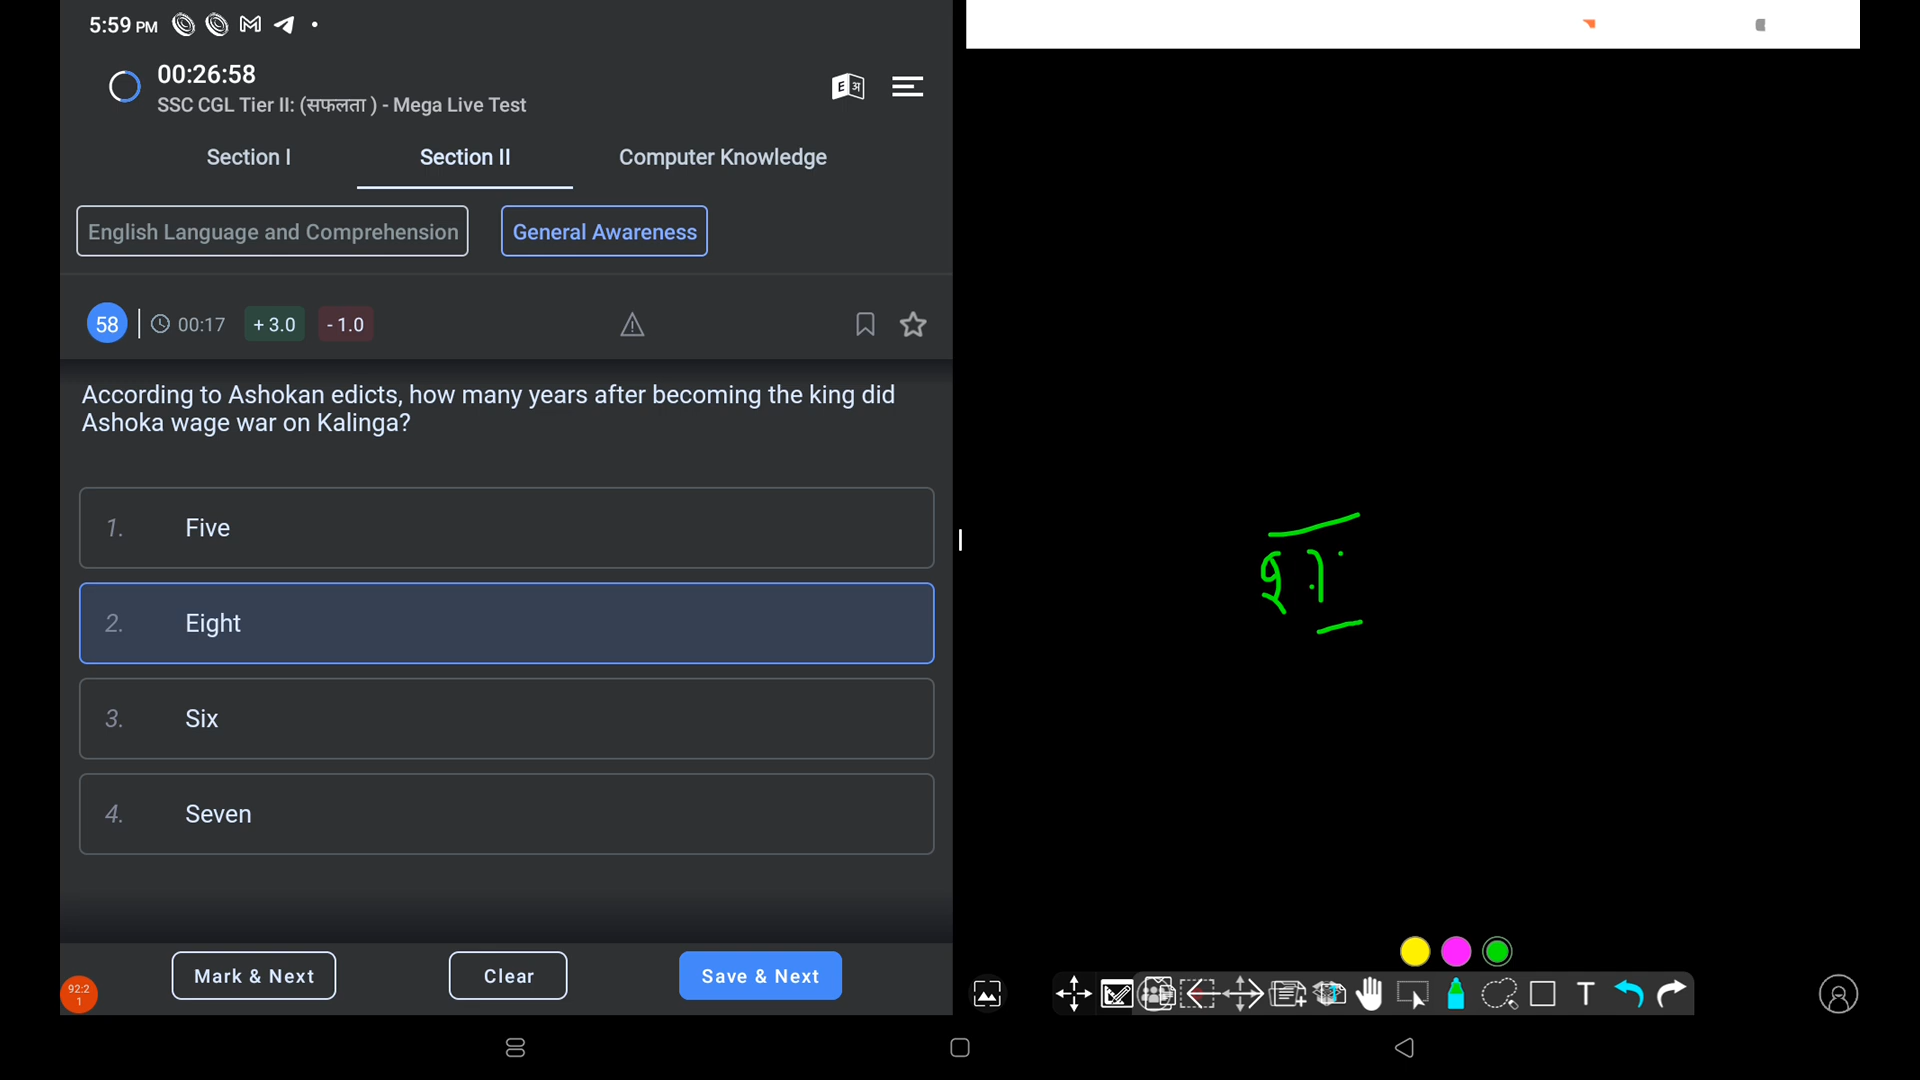 5:59 PM
00:26:58
SSC CGL Tier II: (सफलता ) - Mega Live Test
Section I
Section II
Computer Knowledge
English Language and Comprehension
General Awareness
58
00:17
+ 3.0
- 1.0
According to Ashokan edicts, how many years after becoming the king did
Ashoka wage war on Kalinga?
1. Five
2. Eight
3. Six
4. Seven
Mark & Next
Clear
Save & Next
92:2
1
T